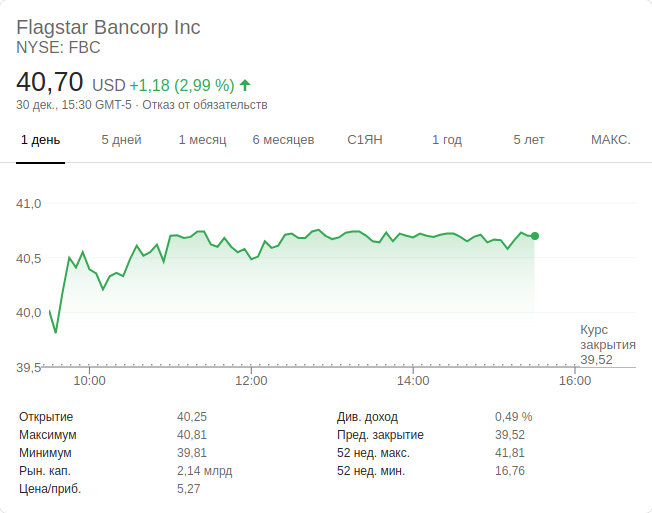 Flagstar Bancorp Inc
NYSE: FBC
40,70 USD +1,18 (2,99 %)
30 дек., 15:30 GMT-5 · Отказ от обязательств
1 день 5 дней 1 месяц 6 месяцев С1ЯН 1 год 5 лет МАКС.
41,0
40,5
40,0
Курс
закрытия
39,52
39,5
10:00 12:00 14:00 16:00
Открытие 40,25 Див. доход 0,49 %
Максимум 40,81 Пред. закрытие 39,52
Минимум 39,81 52 нед. макс. 41,81
Рын. кап. 2,14 млрд 52 нед. мин. 16,76
Цена/приб. 5,27